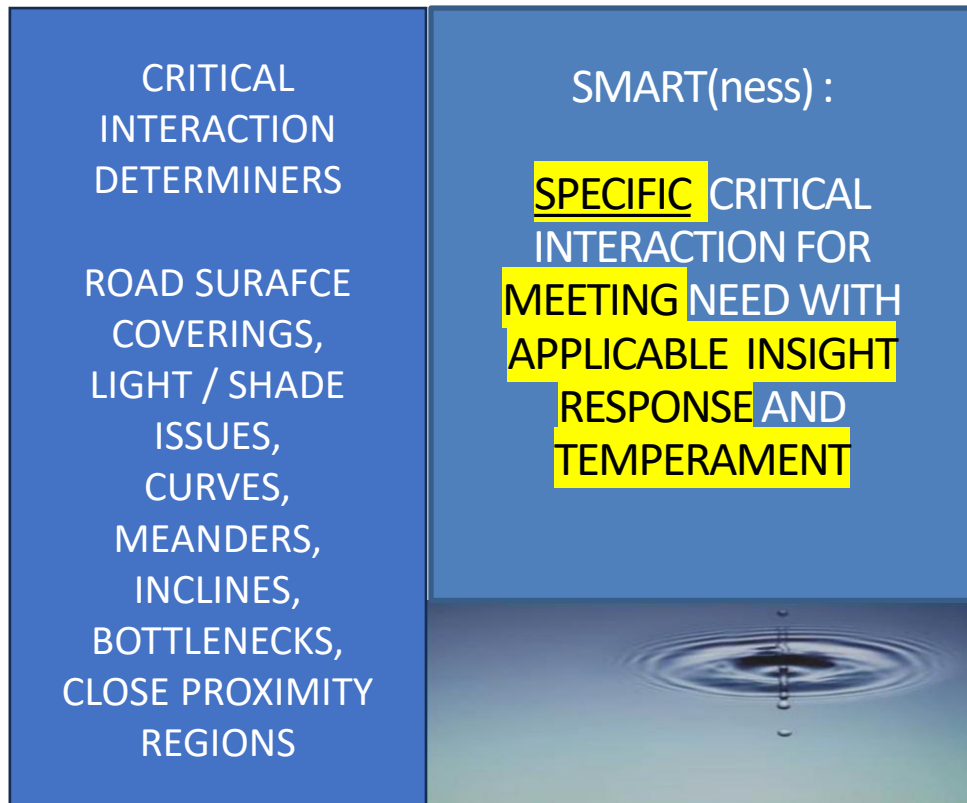 CRITICAL
INTERACTION
DETERMINERS
ROAD SURAFCE
COVERINGS,
LIGHT / SHADE
ISSUES,
CURVES,
MEANDERS,
INCLINES,
BOTTLENECKS,
CLOSE PROXIMITY
REGIONS
SMART(ness) :
SPECIFIC CRITICAL
INTERACTION FOR
MEETING NEED WITH
APPLICABLE INSIGHT
RESPONSE AND
TEMPERAMENT